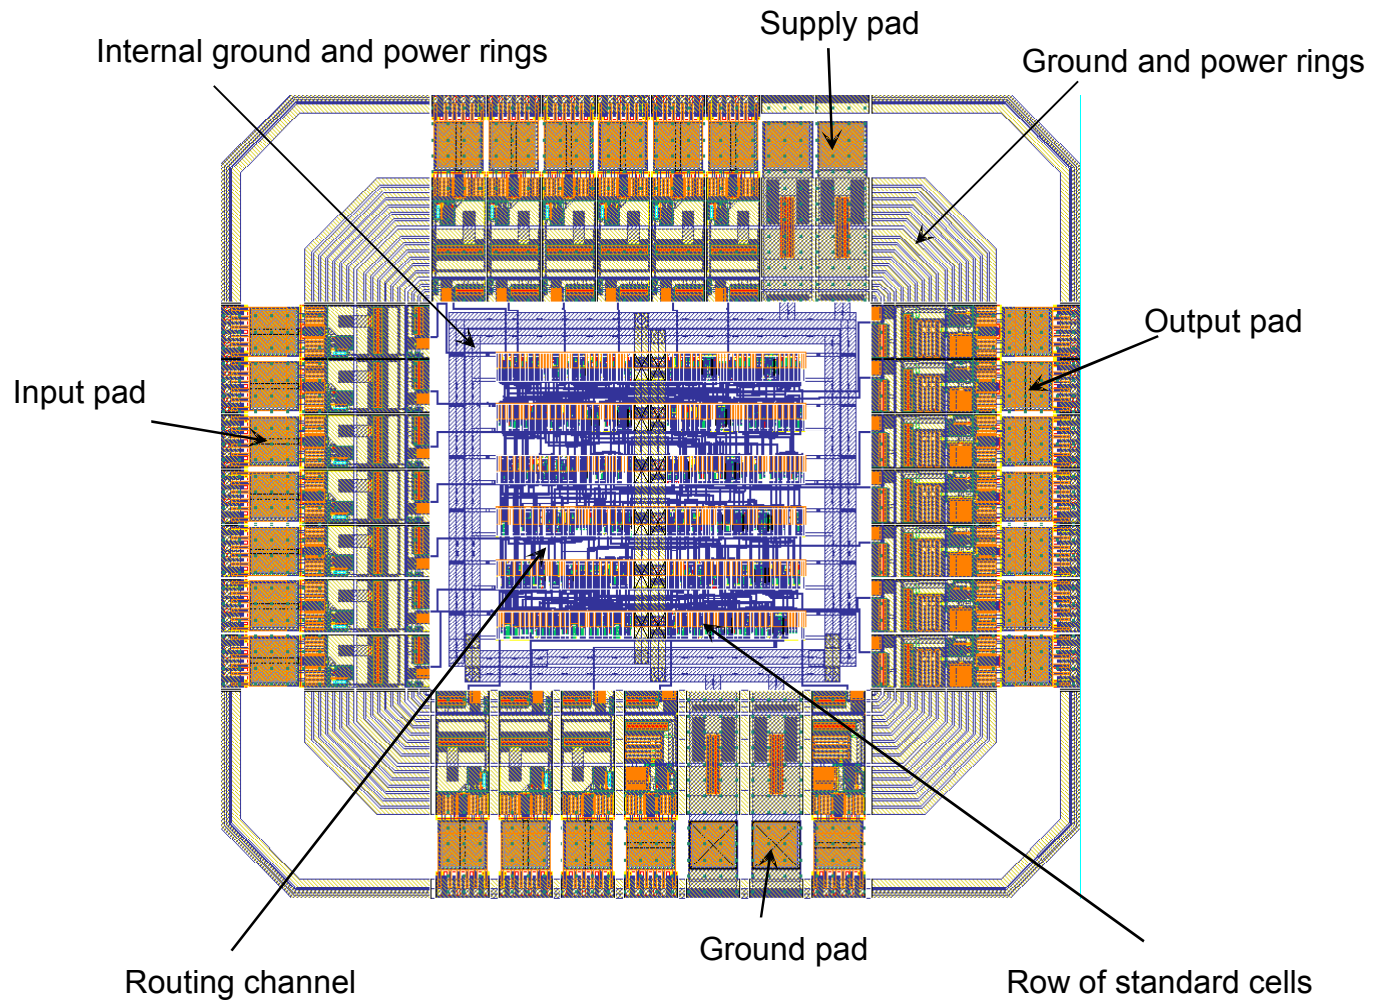 Supply pad
Internal ground and power rings
Ground and power rings
Output pad
Input pad
Ground pad
Routing channel
Row of standard cells